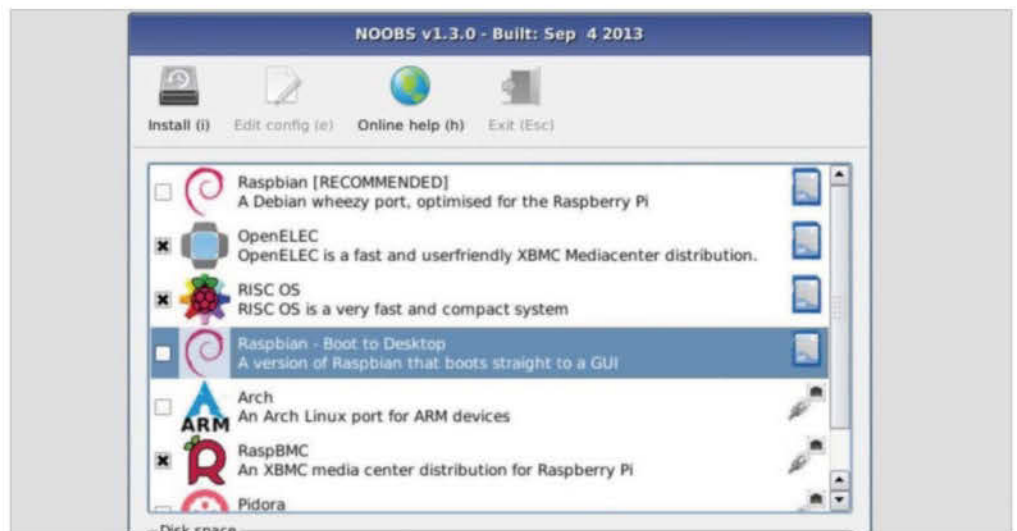 NOOBS v1.3.0 - Built: Sep 4 2013
Install (i) Edit config (e) Online help (h) Exit (Esc)
Raspbian [RECOMMENDED]
A Debian wheezy port, optimised for the Raspberry Pi
OpenELEC
OpenELEC is a fast and userfriendly XBMC Mediacenter distribution.
RISC OS
RISC OS is a very fast and compact system
Raspbian - Boot to Desktop
A version of Raspbian that boots straight to a GUI
Arch
An Arch Linux port for ARM devices
ARM
RaspBMC
An XBMC media center distribution for Raspberry Pi
Pidora
Disk space